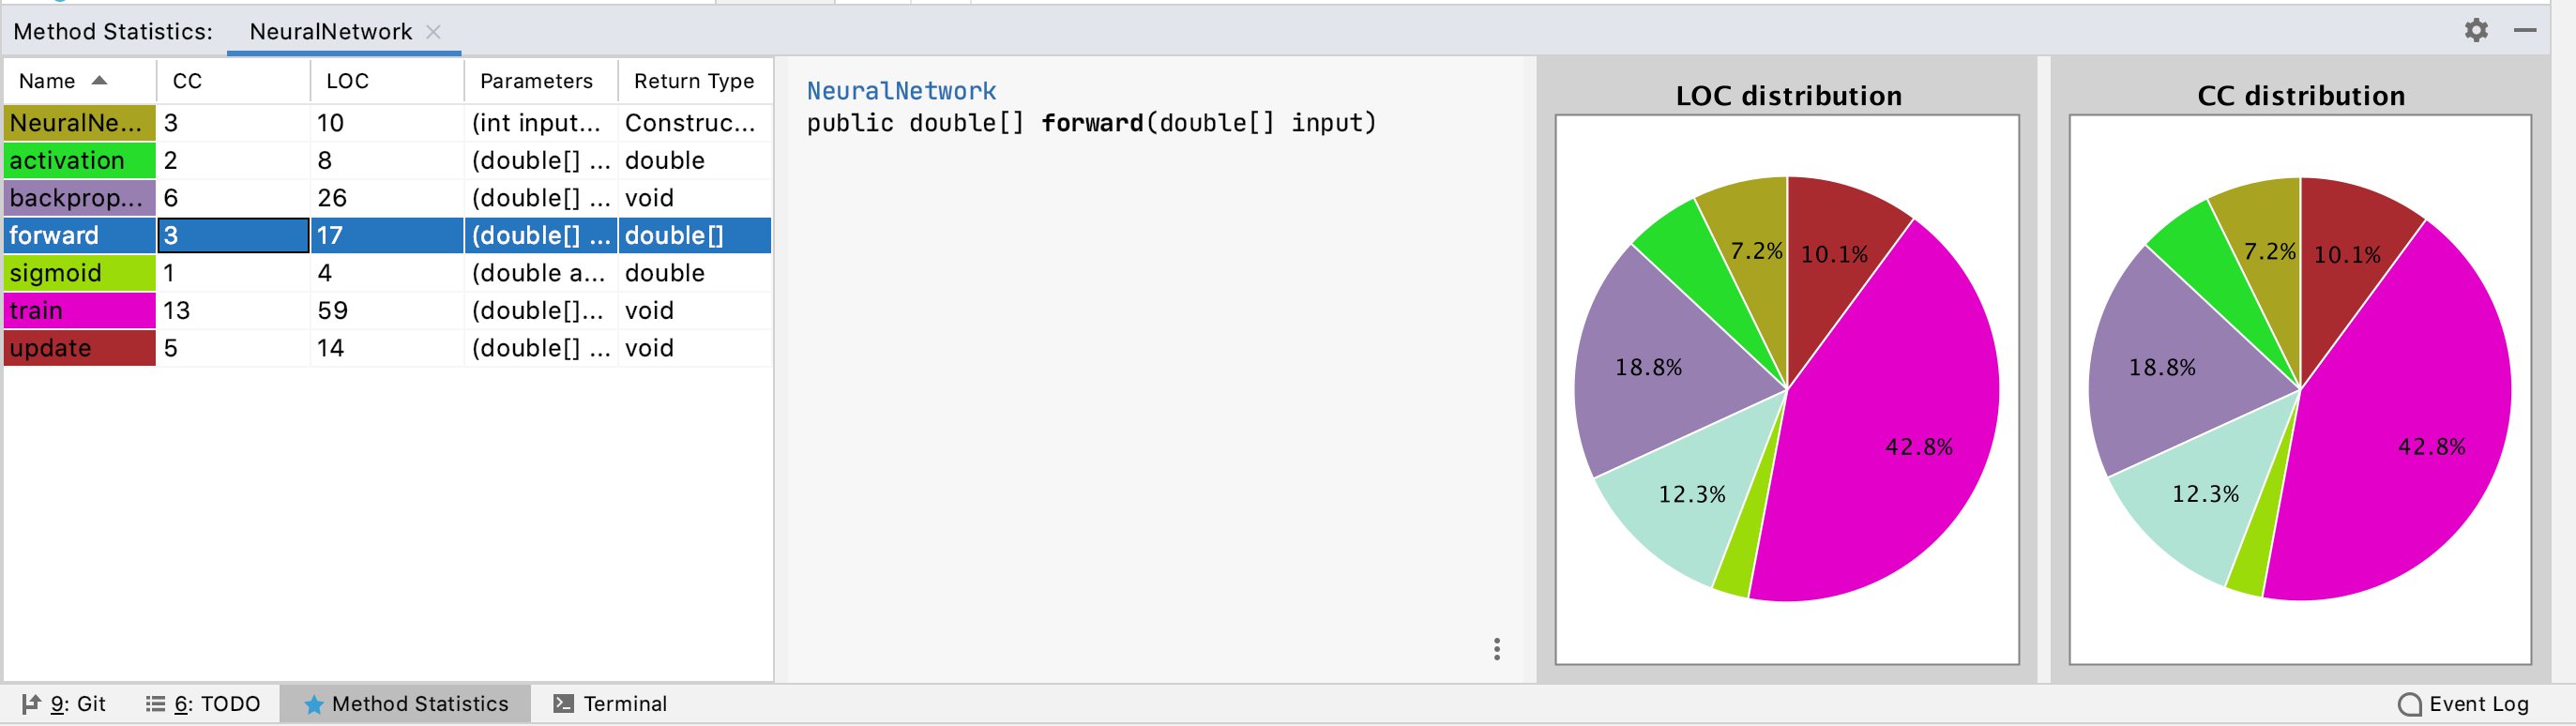 Method Statistics: NeuralNetwork
Name CC LOC Parameters Return Type
NeuralNe... 3 10 (int input... Construc...
activation 2 8 (double[] ... double
backprop... 6 26 (double[] ... void
forward 3 17 (double[] ... double[]
sigmoid 1 4 (double a... double
train 13 59 (double[]... void
update 5 14 (double[] ... void
NeuralNetwork
public double[] forward(double[] input)
LOC distribution
7.2% 10.1%
18.8%
42.8%
12.3%
CC distribution
7.2% 10.1%
18.8%
42.8%
12.3%
9: Git 6: TODO Method Statistics Terminal Event Log